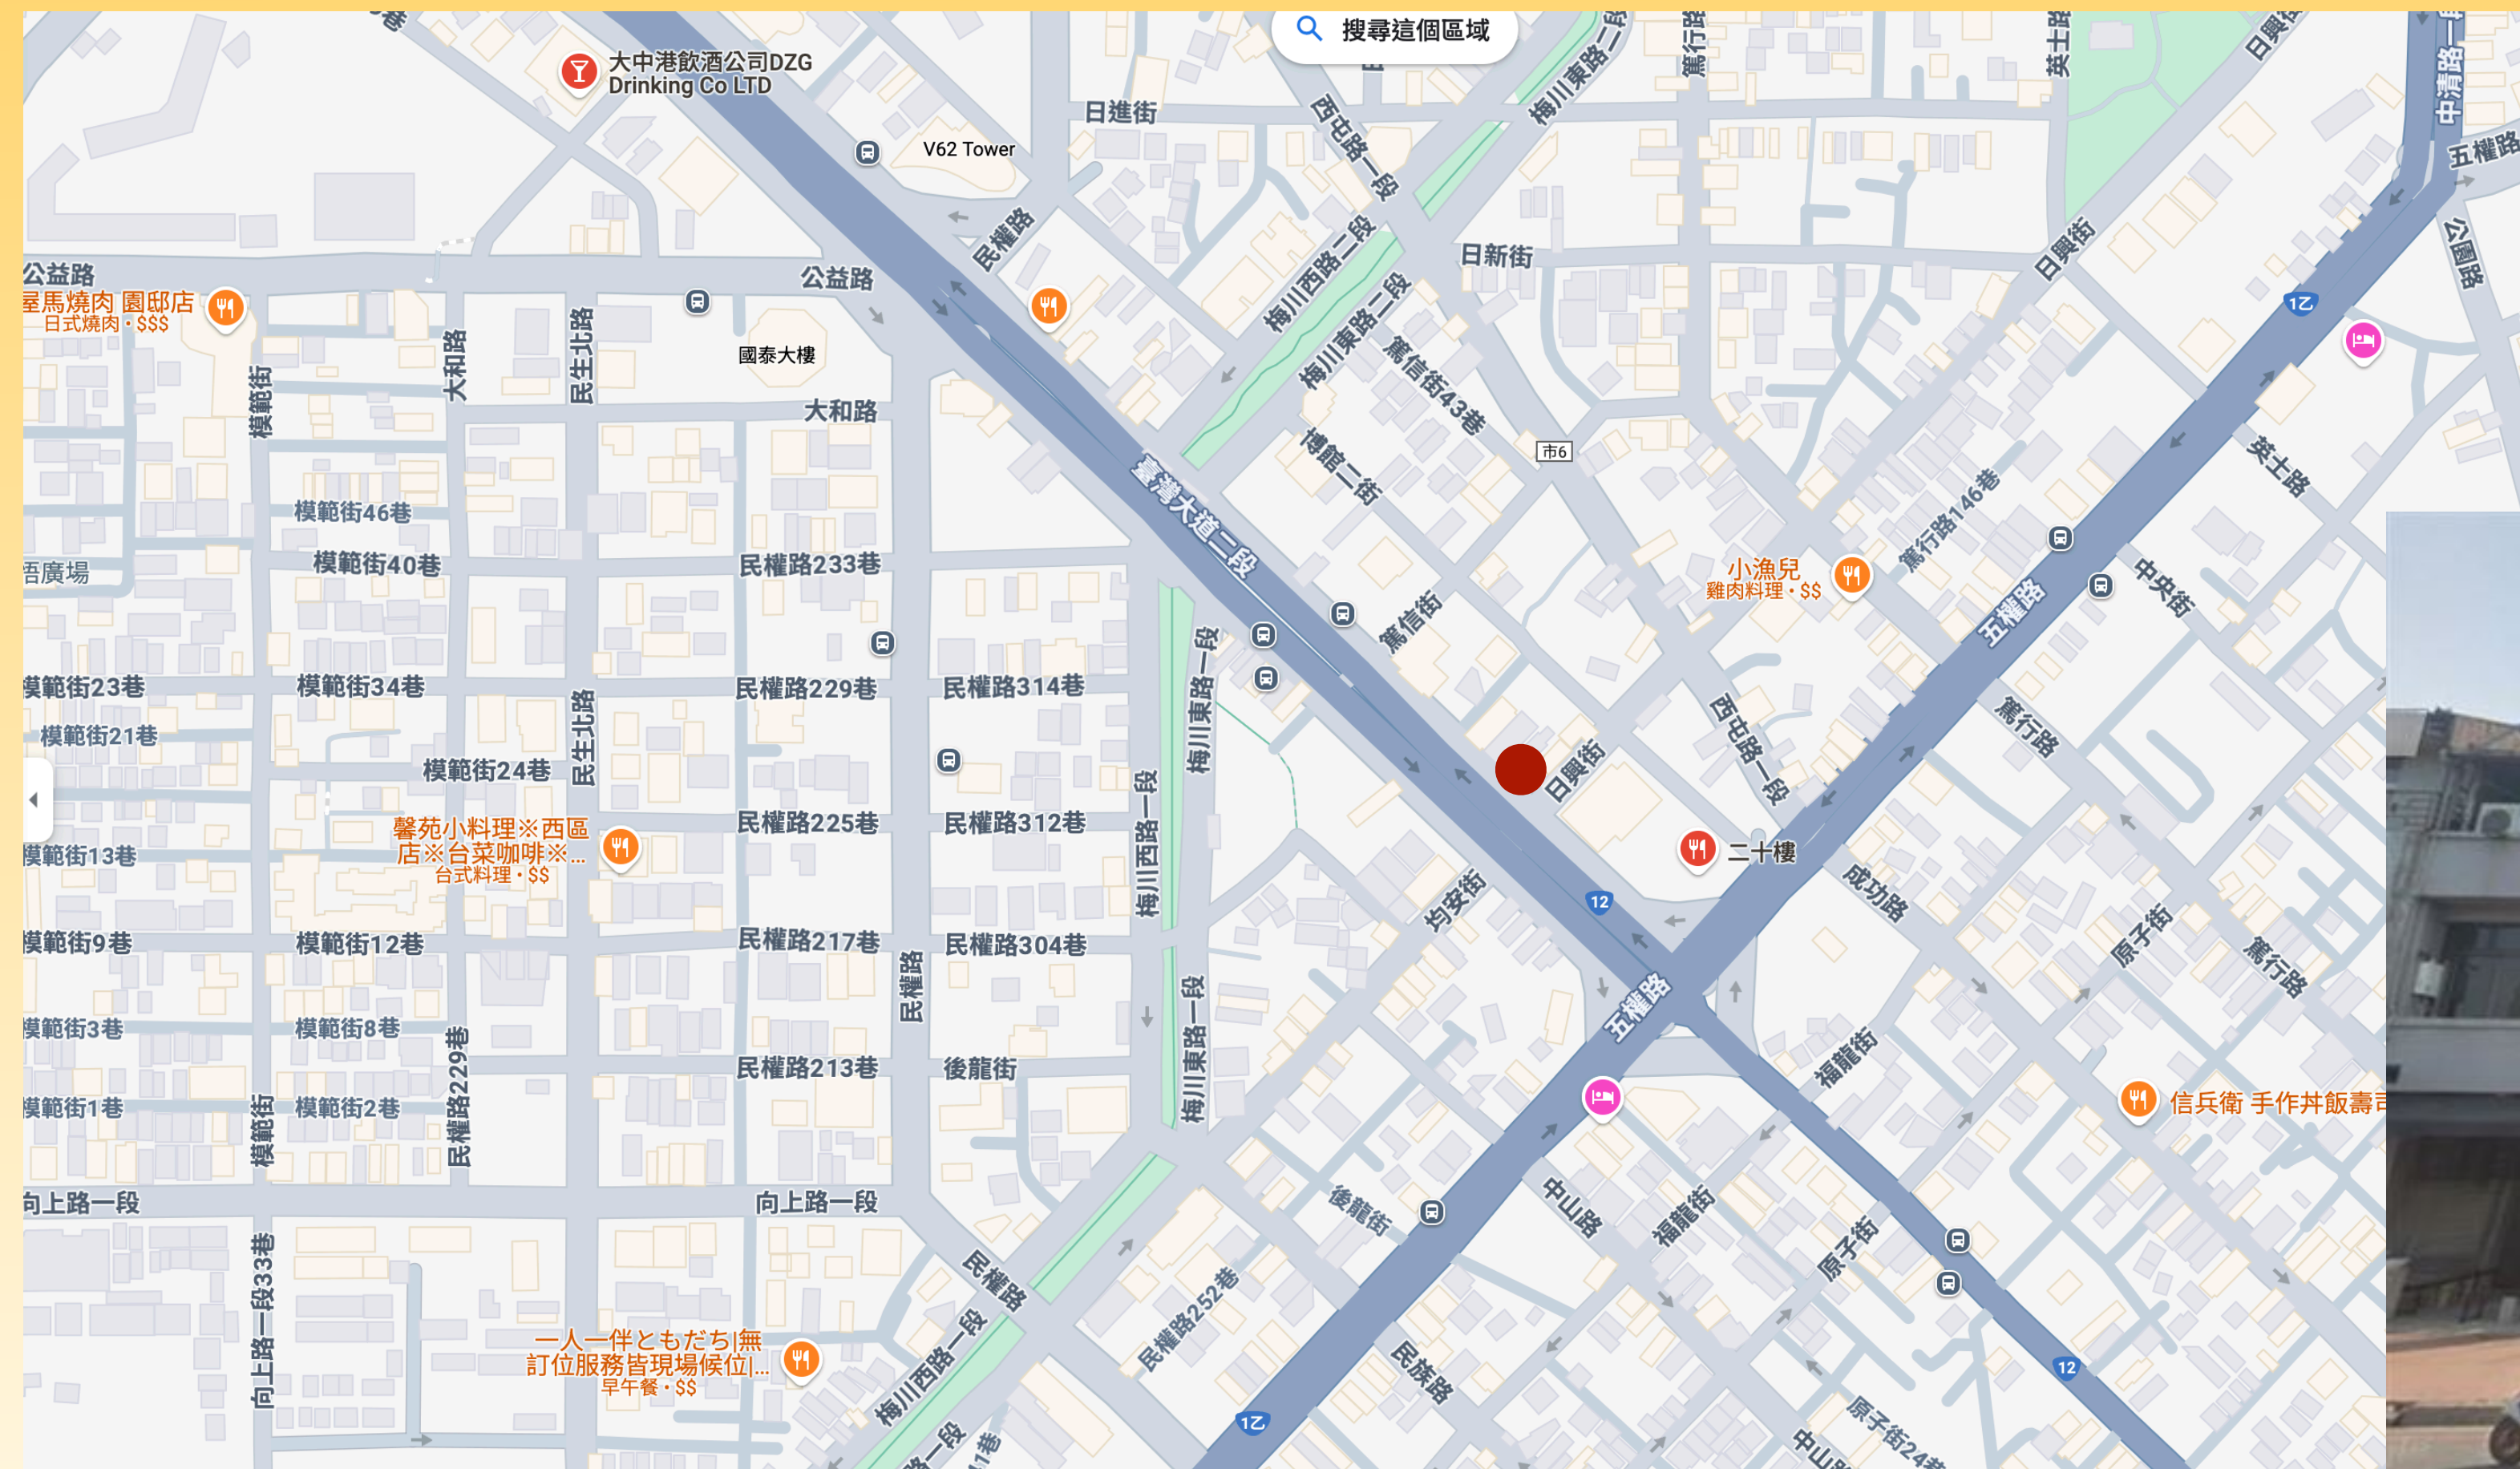 搜尋這個區域
大中港飲酒公司DZG
Drinking Co LTD
V62 Tower
日進街
西屯路一段
梅川東路二段
篤行路
英士路
日興街
中清路一
五權路
公園路
公益路
屋馬燒肉 園邸店
日式燒肉・$$$
公益路
民權路
梅川西路二段
日新街
日興街
1乙
國泰大樓
大和路
民生北路
模範街
大和路
梅川東路二段
篤信街43巷
博館二街
市6
英士路
臺灣大道二段
模範街46巷
模範街40巷
民權路233巷
小漁兒
雞肉料理・$$
篤行路146巷
中央街
五權路
篤信街
梅川東路一段
模範街23巷
模範街34巷
民權路229巷
民權路314巷
模範街21巷
民生北路
模範街24巷
日興街
西屯路一段
篤行路
馨苑小料理※西區
店※台菜咖啡※...
台式料理・$$
模範街13巷
民權路225巷
民權路312巷
梅川西路一段
二十樓
成功路
12
均安街
模範街9巷
模範街12巷
民權路217巷
民權路304巷
民權路
五權路
原子街
篤行路
模範街3巷
模範街8巷
民權路229巷
民權路213巷
後龍街
梅川東路一段
福龍街
模範街1巷
模範街2巷
模範街
信兵衛 手作丼飯壽司
向上路一段
向上路一段
後龍街
中山路
福龍街
原子街
向上路一段33巷
民權路
民權路252巷
一人一伴ともだち|無
訂位服務皆現場候位|...
早午餐・$$
梅川西路一段
民族路
12
1乙
原子街24巷
中山路
路一段